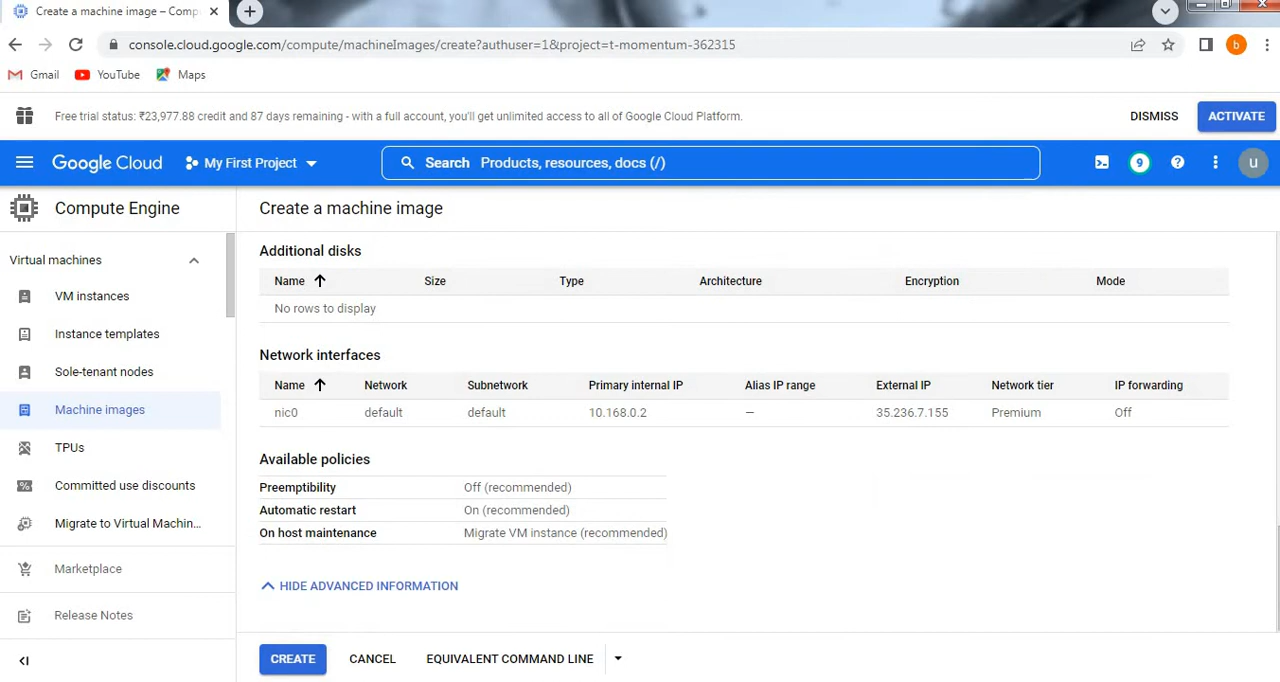 Create a machine image – Comp
console.cloud.google.com/compute/machineImages/create?authuser=1&project=t-momentum-362315
b
Gmail YouTube Maps
Free trial status: ₹23,977.88 credit and 87 days remaining - with a full account, you'll get unlimited access to all of Google Cloud Platform.
DISMISS ACTIVATE
Google Cloud My First Project Search Products, resources, docs (/) 9 u
Compute Engine
Create a machine image
Virtual machines
VM instances
Instance templates
Sole-tenant nodes
Machine images
TPUs
Committed use discounts
Migrate to Virtual Machin...
Marketplace
Release Notes
Additional disks
Name Size Type Architecture Encryption Mode
No rows to display
Network interfaces
Name Network Subnetwork Primary internal IP Alias IP range External IP Network tier IP forwarding
nic0 default default 10.168.0.2 — 35.236.7.155 Premium Off
Available policies
Preemptibility Off (recommended)
Automatic restart On (recommended)
On host maintenance Migrate VM instance (recommended)
HIDE ADVANCED INFORMATION
CREATE CANCEL EQUIVALENT COMMAND LINE